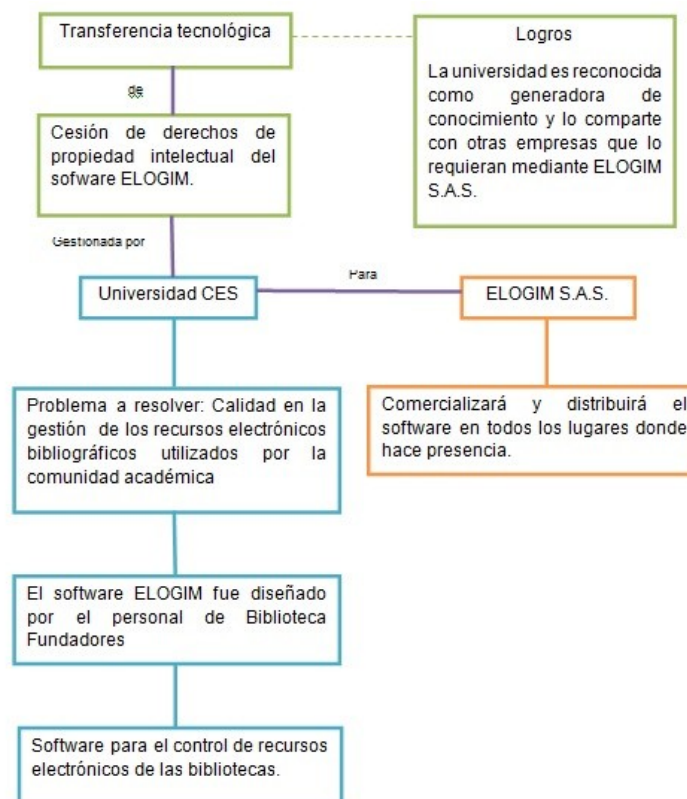 Transferencia tecnológica
Logros
La universidad es reconocida
como generadora de
conocimiento y lo comparte
con otras empresas que lo
requieran mediante ELOGIM
S.A.S.
de
Cesión de derechos de
propiedad intelectual del
sofware ELOGIM.
Gestionada por
Universidad CES
Para
ELOGIM S.A.S.
Problema a resolver: Calidad en la
gestión de los recursos electrónicos
bibliográficos utilizados por la
comunidad académica
Comercializará y distribuirá el
software en todos los lugares donde
hace presencia.
El software ELOGIM fue diseñado
por el personal de Biblioteca
Fundadores
Software para el control de recursos
electrónicos de las bibliotecas.